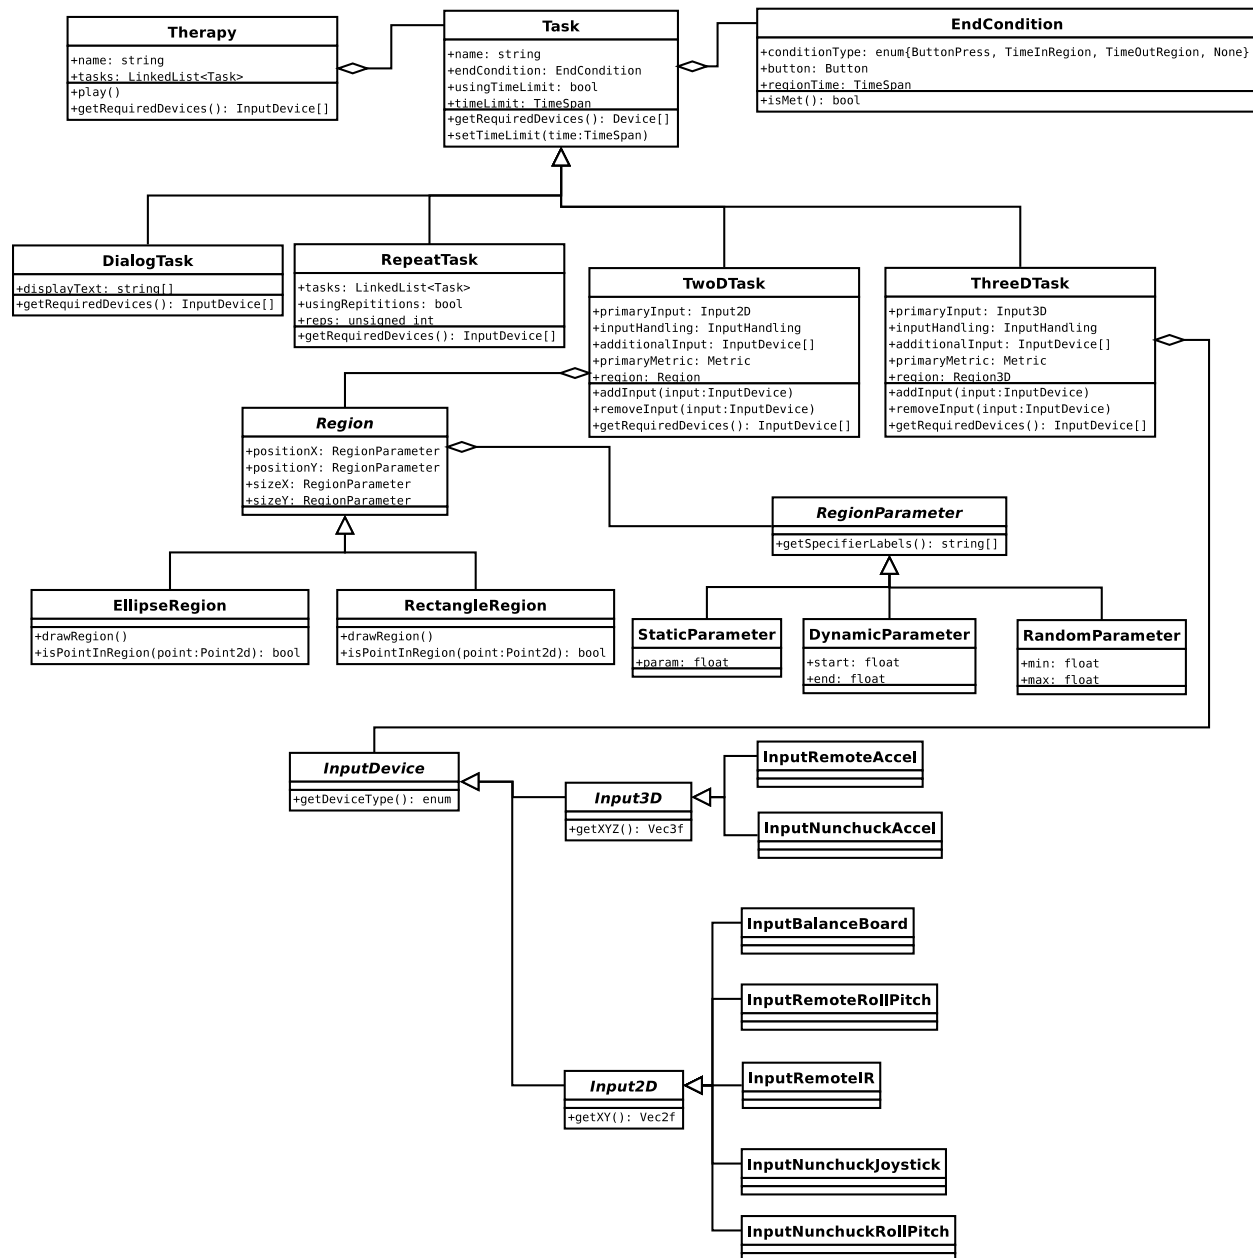 Therapy
+name: string
+tasks: LinkedList<Task>
+play()
+getRequiredDevices(): InputDevice[]
Task
+name: string
+endCondition: EndCondition
+usingTimeLimit: bool
+timeLimit: TimeSpan
+getRequiredDevices(): Device[]
+setTimeLimit(time:TimeSpan)
EndCondition
+conditionType: enum{ButtonPress, TimeInRegion, TimeOutRegion, None}
+button: Button
+regionTime: TimeSpan
+isMet(): bool
DialogTask
+displayText: string[]
+getRequiredDevices(): InputDevice[]
RepeatTask
+tasks: LinkedList<Task>
+usingRepititions: bool
+reps: unsigned int
+getRequiredDevices(): InputDevice[]
TwoDTask
+primaryInput: Input2D
+inputHandling: InputHandling
+additionalInput: InputDevice[]
+primaryMetric: Metric
+region: Region
+addInput(input:InputDevice)
+removeInput(input:InputDevice)
+getRequiredDevices(): InputDevice[]
ThreeDTask
+primaryInput: Input3D
+inputHandling: InputHandling
+additionalInput: InputDevice[]
+primaryMetric: Metric
+region: Region3D
+addInput(input:InputDevice)
+removeInput(input:InputDevice)
+getRequiredDevices(): InputDevice[]
Region
+positionX: RegionParameter
+positionY: RegionParameter
+sizeX: RegionParameter
+sizeY: RegionParameter
RegionParameter
+getSpecifierLabels(): string[]
EllipseRegion
+drawRegion()
+isPointInRegion(point:Point2d): bool
RectangleRegion
+drawRegion()
+isPointInRegion(point:Point2d): bool
StaticParameter
+param: float
DynamicParameter
+start: float
+end: float
RandomParameter
+min: float
+max: float
InputDevice
+getDeviceType(): enum
Input3D
+getXYZ(): Vec3f
InputRemoteAccel
InputNunchuckAccel
InputBalanceBoard
InputRemoteRollPitch
Input2D
+getXY(): Vec2f
InputRemoteIR
InputNunchuckJoystick
InputNunchuckRollPitch